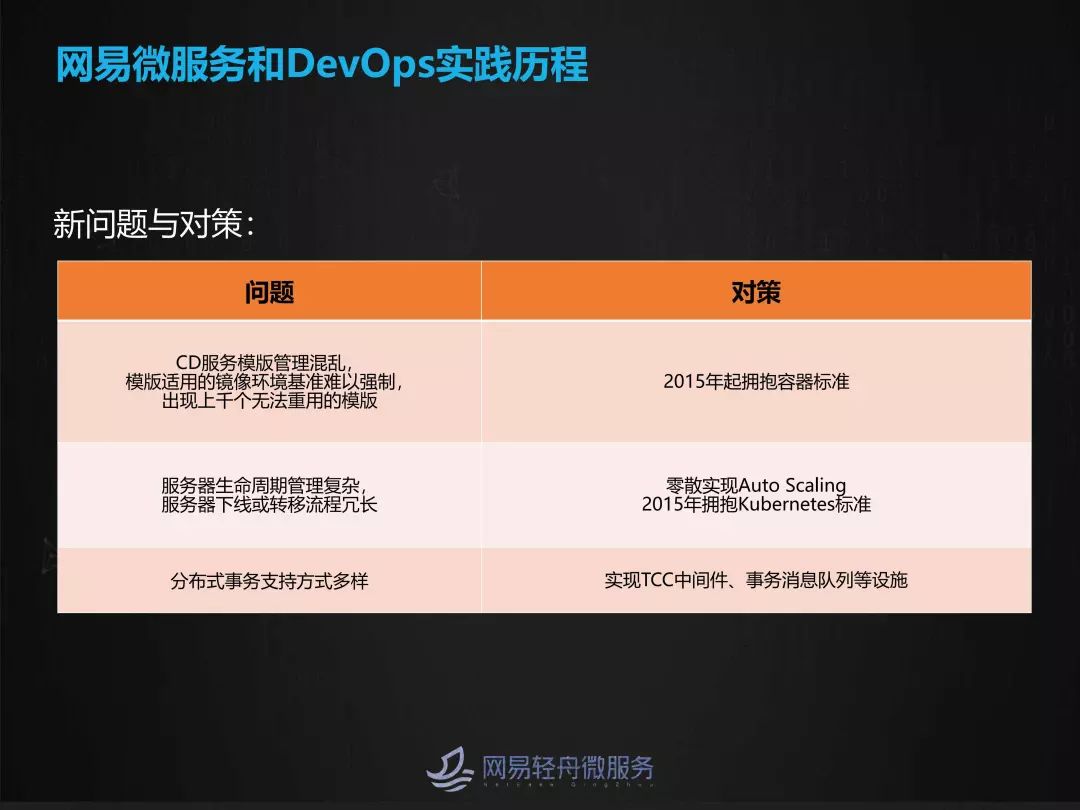 网易微服务和DevOps实践历程
新问题与对策：
问题
对策
CD服务模版管理混乱，
模版适用的镜像环境基准难以强制，
出现上千个无法重用的模版
2015年起拥抱容器标准
服务器生命周期管理复杂，
服务器下线或转移流程冗长
零散实现Auto Scaling
2015年拥抱Kubernetes标准
分布式事务支持方式多样
实现TCC中间件、事务消息队列等设施
网易轻舟微服务
Netease QingZhou